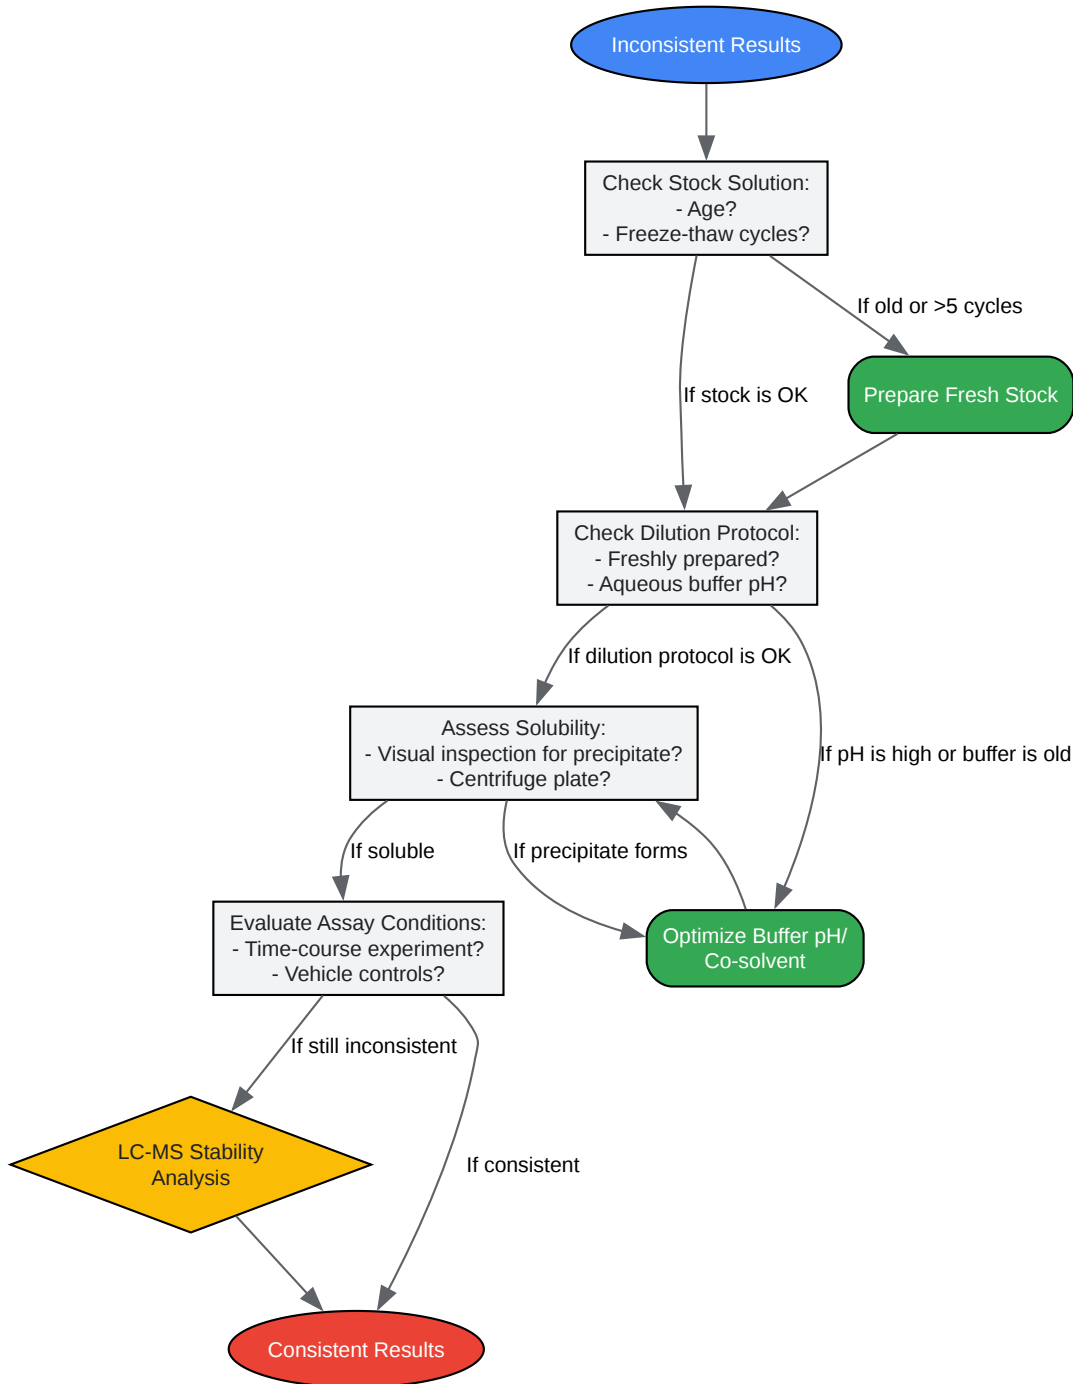 Inconsistent Results
Check Stock Solution:
- Age?
- Freeze-thaw cycles?
If old or >5 cycles
If stock is OK
Prepare Fresh Stock
Check Dilution Protocol:
- Freshly prepared?
- Aqueous buffer pH?
If dilution protocol is OK
Assess Solubility:
- Visual inspection for precipitate?
- Centrifuge plate?
If pH is high or buffer is old
If soluble
If precipitate forms
Evaluate Assay Conditions:
- Time-course experiment?
- Vehicle controls?
Optimize Buffer pH/
Co-solvent
If still inconsistent
LC-MS Stability
Analysis
If consistent
Consistent Results